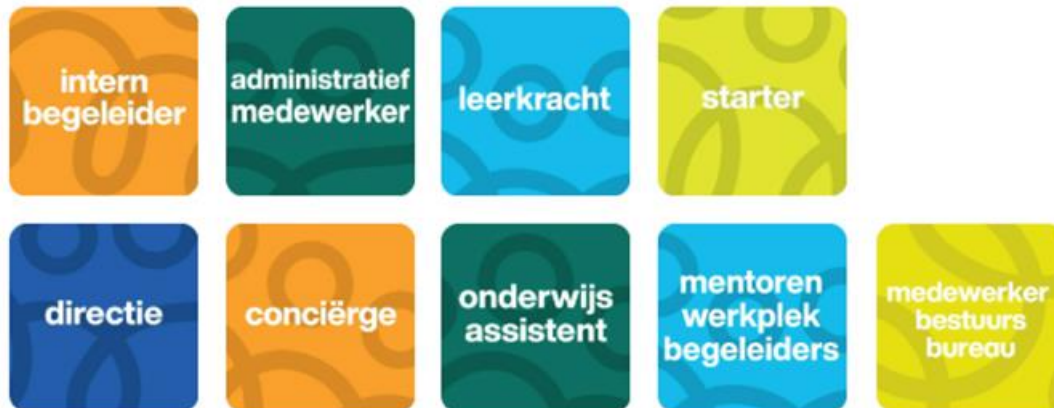 intern
begeleider
administratief
medewerker
leerkracht
starter
directie
conciërge
onderwijs
assistent
mentoren
werkplek
begeleiders
medewerker
bestuurs
bureau